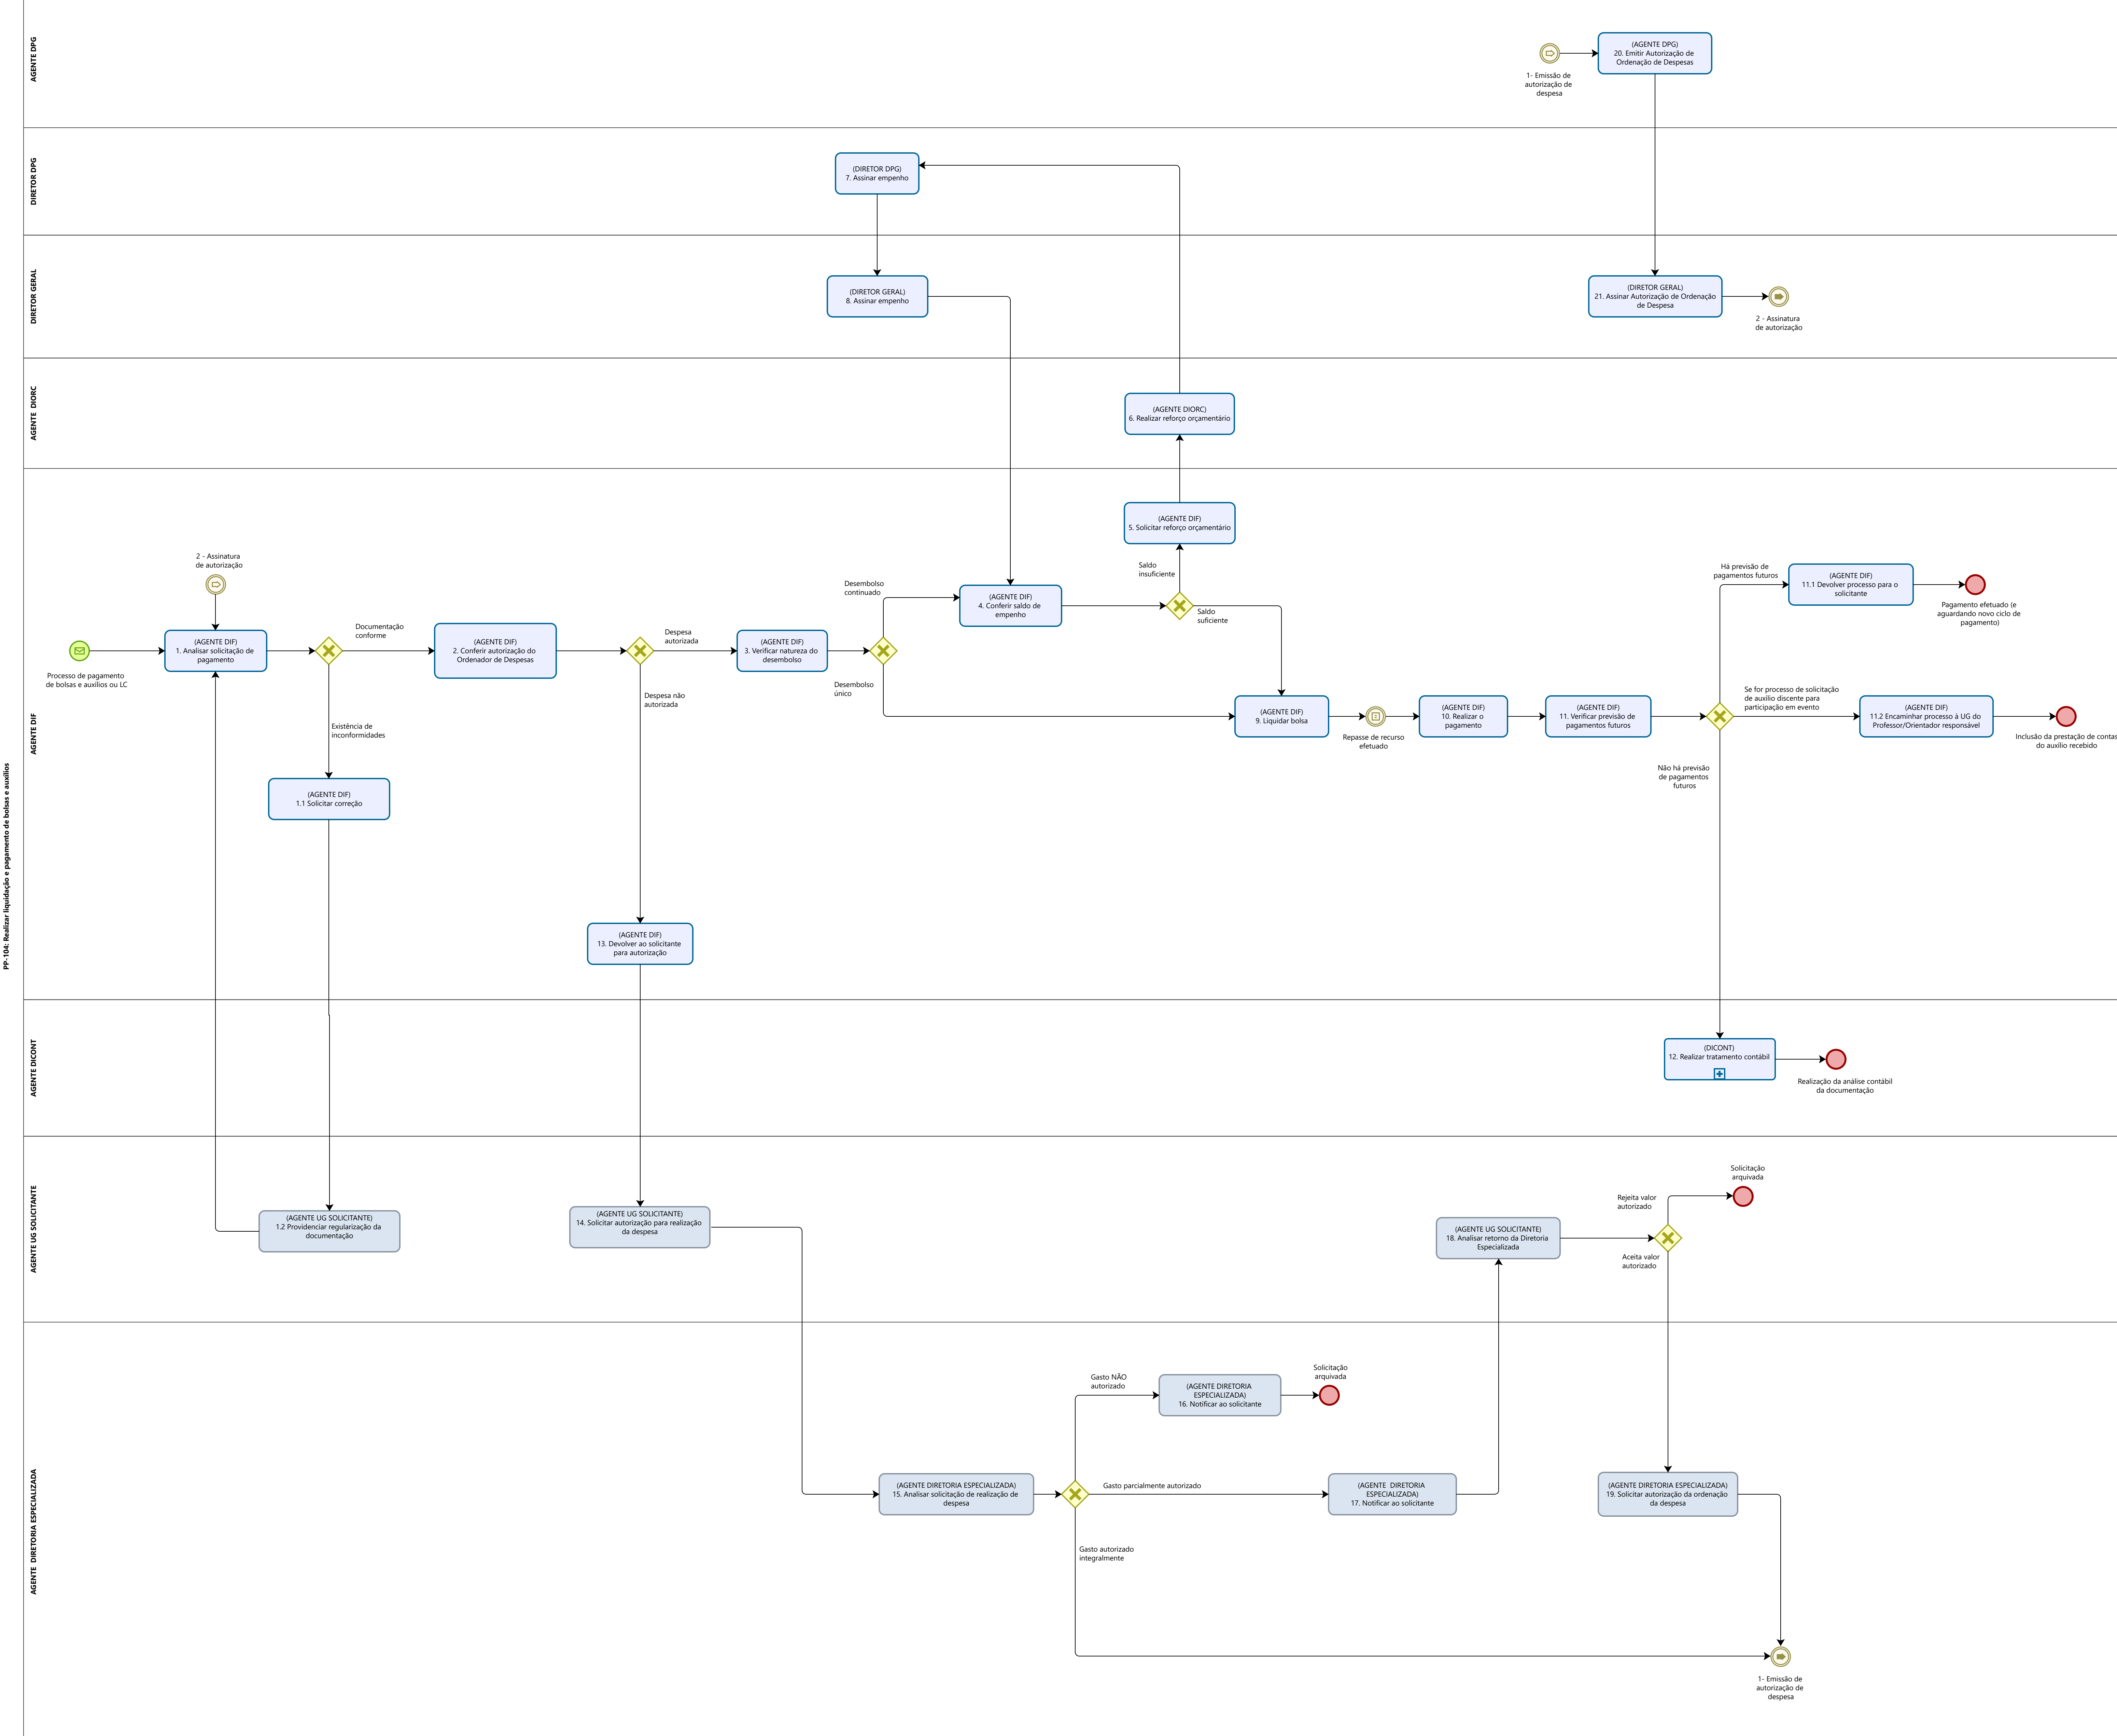 PP-104: Realizar liquidação e pagamento de bolsas e auxílios
AGENTE DPG
1- Emissão de
autorização de
despesa
(AGENTE DPG)
20. Emitir Autorização de
Ordenação de Despesas
DIRETOR DPG
(DIRETOR DPG)
7. Assinar empenho
DIRETOR GERAL
(DIRETOR GERAL)
8. Assinar empenho
(DIRETOR GERAL)
21. Assinar Autorização de Ordenação
de Despesa
2 - Assinatura
de autorização
AGENTE  DIORC
(AGENTE DIORC)
6. Realizar reforço orçamentário
AGENTE DIF
Processo de pagamento
de bolsas e auxílios ou LC
2 - Assinatura
de autorização
(AGENTE DIF)
1. Analisar solicitação de
pagamento
Documentação
conforme
Existência de
inconformidades
(AGENTE DIF)
1.1 Solicitar correção
(AGENTE DIF)
2. Conferir autorização do
Ordenador de Despesas
Despesa
autorizada
Despesa não
autorizada
(AGENTE DIF)
13. Devolver ao solicitante
para autorização
(AGENTE DIF)
3. Verificar natureza do
desembolso
Desembolso
continuado
Desembolso
único
(AGENTE DIF)
4. Conferir saldo de
empenho
(AGENTE DIF)
5. Solicitar reforço orçamentário
Saldo
insuficiente
Saldo
suficiente
(AGENTE DIF)
9. Liquidar bolsa
Repasse de recurso
efetuado
(AGENTE DIF)
10. Realizar o
pagamento
(AGENTE DIF)
11. Verificar previsão de
pagamentos futuros
Há previsão de
pagamentos futuros
(AGENTE DIF)
11.1 Devolver processo para o
solicitante
Pagamento efetuado (e
aguardando novo ciclo de
pagamento)
Se for processo de solicitação
de auxílio discente para
participação em evento
(AGENTE DIF)
11.2 Encaminhar processo à UG do
Professor/Orientador responsável
Inclusão da prestação de contas
do auxílio recebido
Não há previsão
de pagamentos
futuros
AGENTE DICONT
(DICONT)
12. Realizar tratamento contábil
Realização da análise contábil
da documentação
AGENTE UG SOLICITANTE
(AGENTE UG SOLICITANTE)
1.2 Providenciar regularização da
documentação
(AGENTE UG SOLICITANTE)
14. Solicitar autorização para realização
da despesa
(AGENTE UG SOLICITANTE)
18. Analisar retorno da Diretoria
Especializada
Rejeita valor
autorizado
Solicitação
arquivada
Aceita valor
autorizado
AGENTE  DIRETORIA ESPECIALIZADA
(AGENTE DIRETORIA ESPECIALIZADA)
15. Analisar solicitação de realização de
despesa
Gasto NÃO
autorizado
(AGENTE DIRETORIA
ESPECIALIZADA)
16. Notificar ao solicitante
Solicitação
arquivada
Gasto parcialmente autorizado
(AGENTE  DIRETORIA
ESPECIALIZADA)
17. Notificar ao solicitante
Gasto autorizado
integralmente
(AGENTE DIRETORIA ESPECIALIZADA)
19. Solicitar autorização da ordenação
da despesa
1- Emissão de
autorização de
despesa